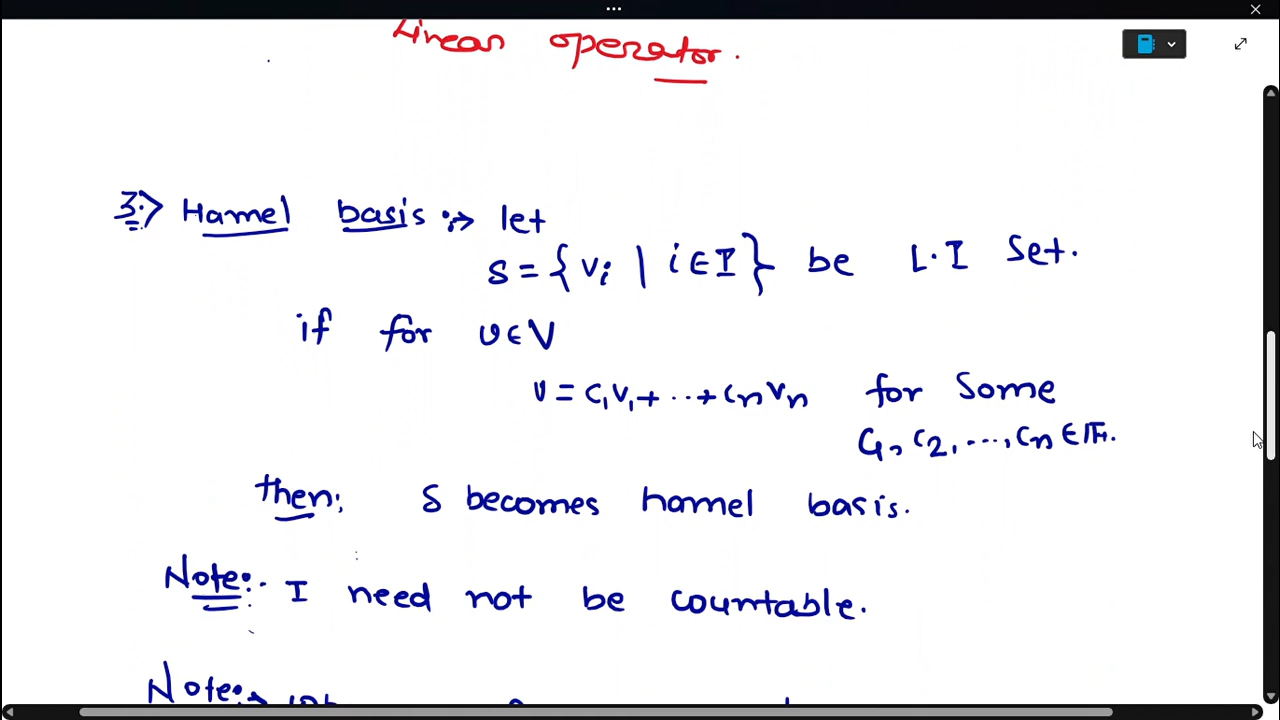 Linear operator.
3.> Hamel basis :-> let
S = { vi | i ∈ I } be L.I Set.
if for v ∈ V
v = c₁v₁ + ··· + cₙvₙ for Some
c₁, c₂, ..., cₙ ∈ F.
then; S becomes hamel basis.
Note:- I need not be countable.
Note:->